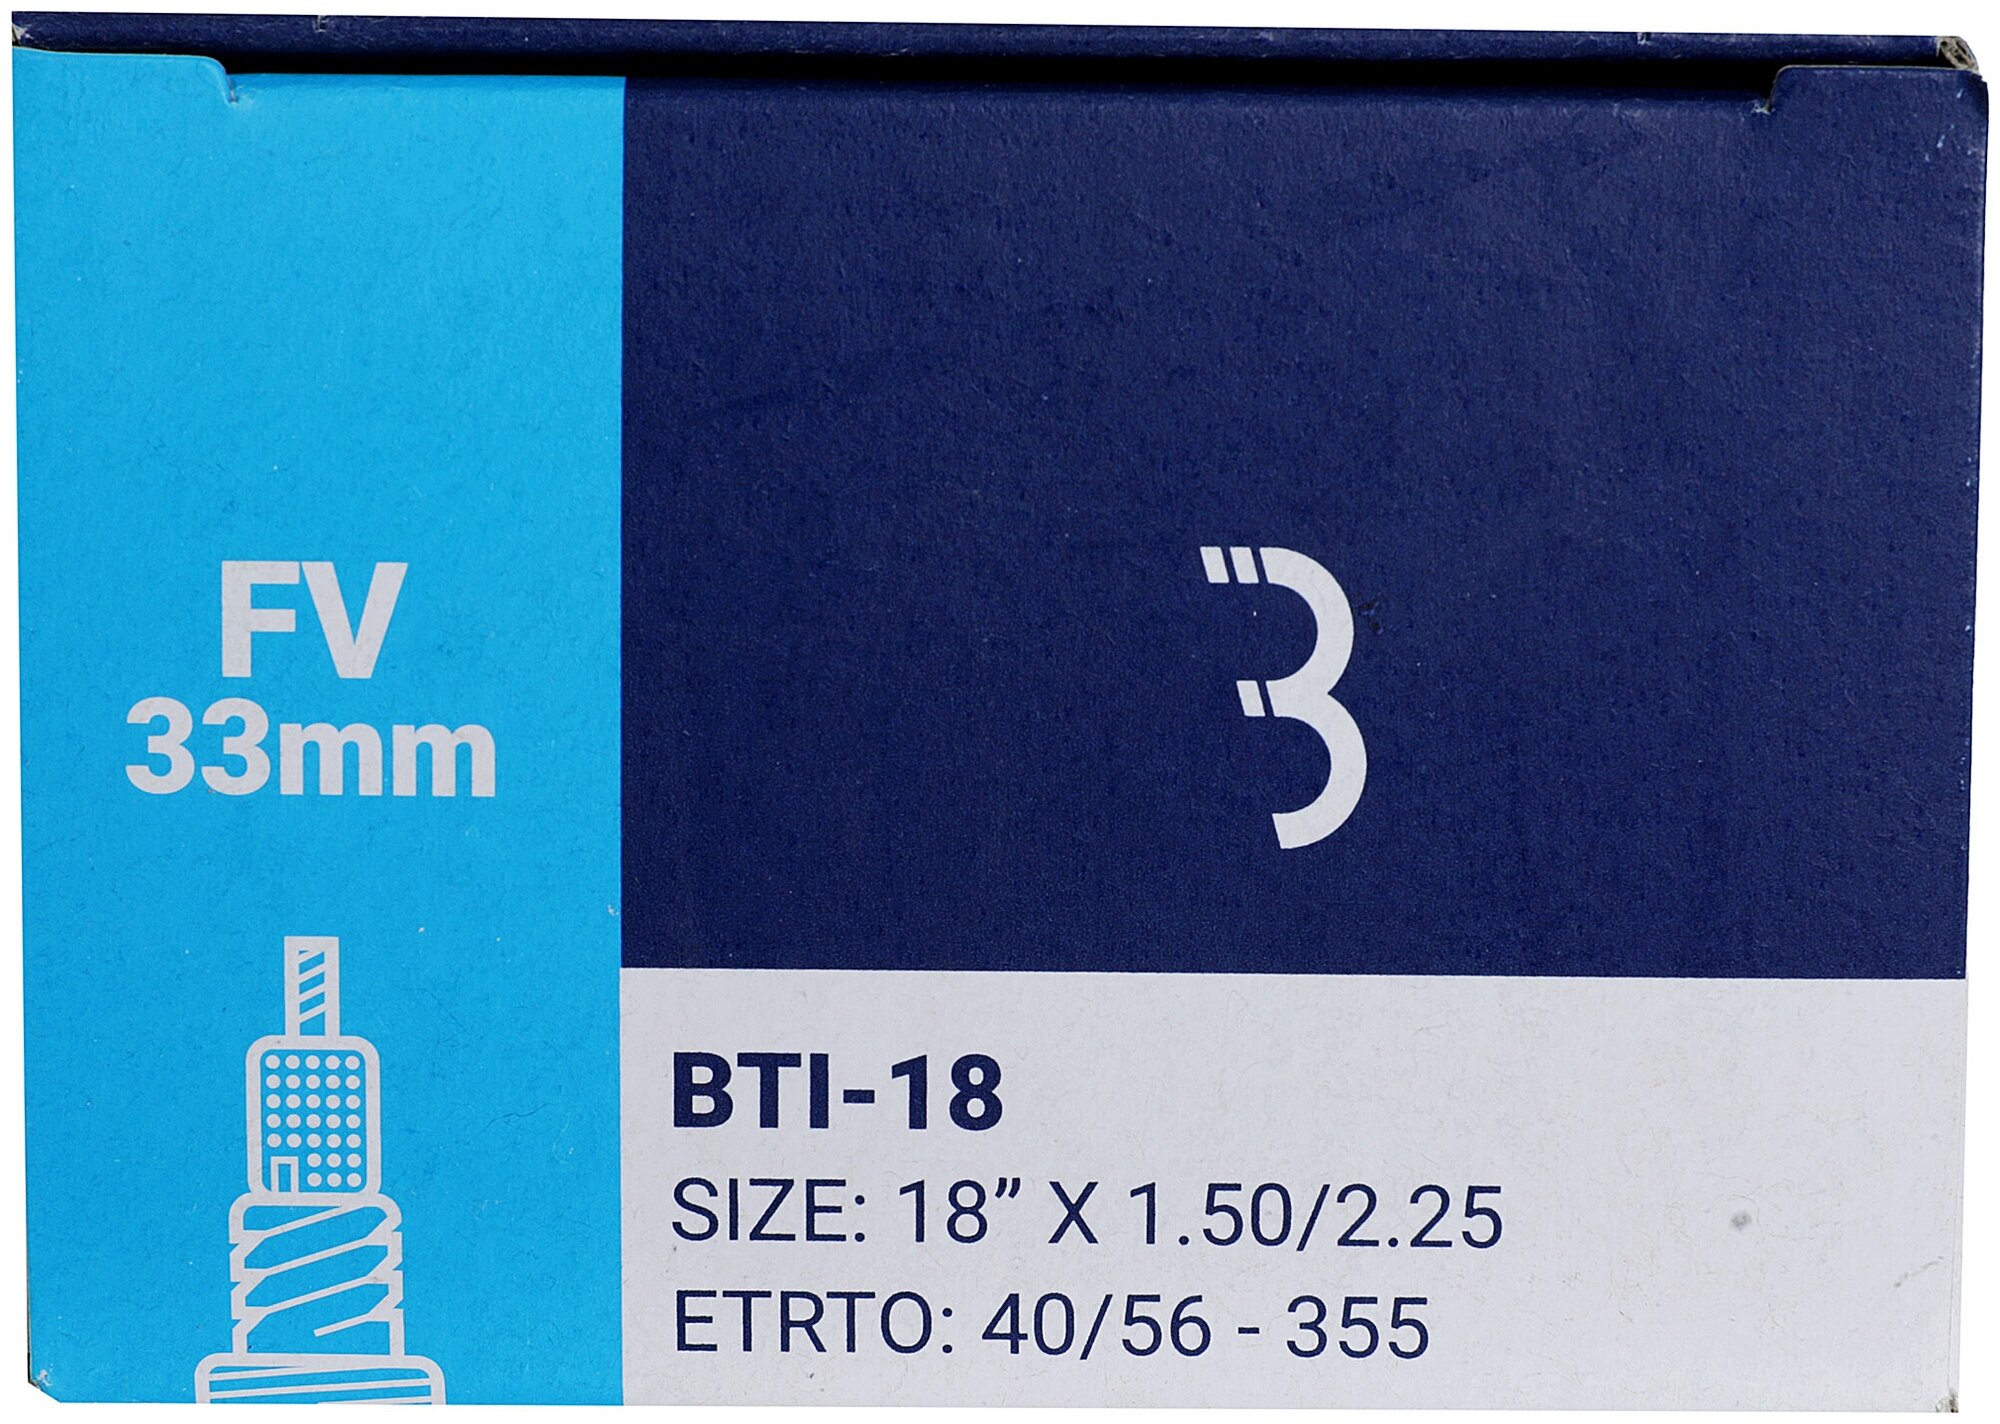 FV
33mm
BTI-18
SIZE: 18” X 1.50/2.25
ETRTO: 40/56 - 355